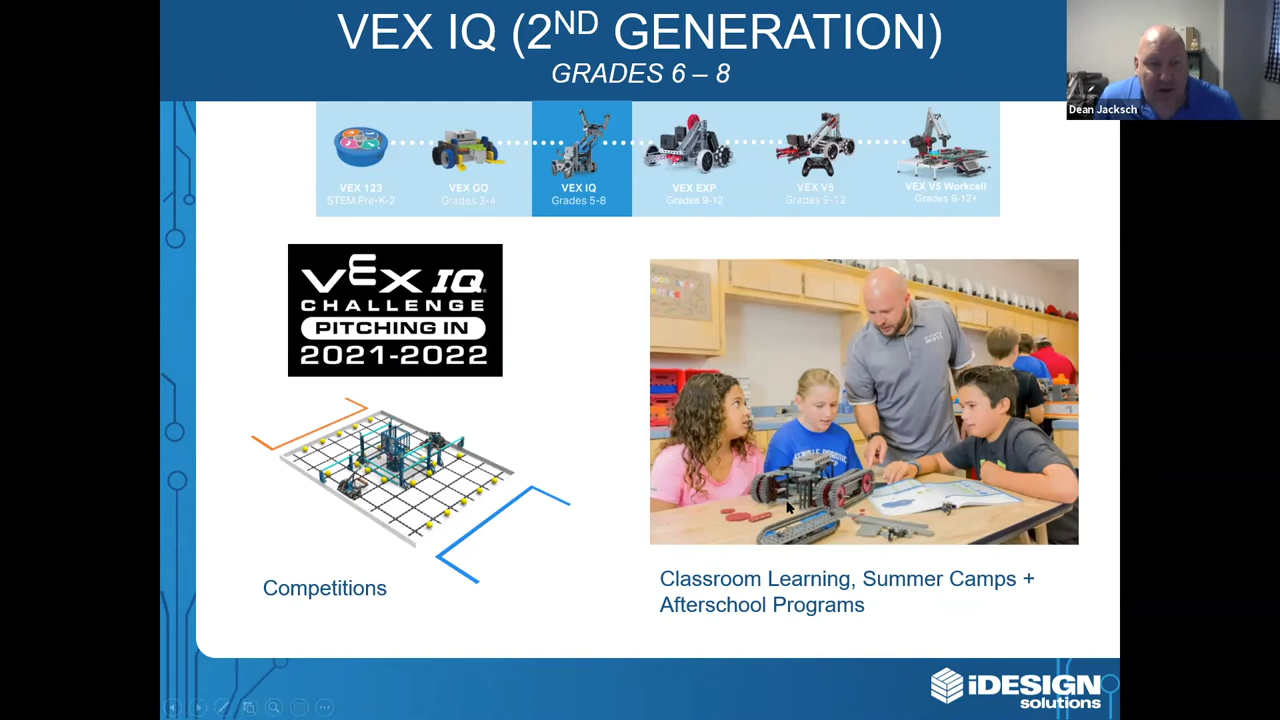 VEX IQ (2ND GENERATION)
GRADES 6 – 8
Dean Jacksch
VEX 123
STEM Pre-K-2
VEX GO
Grades 3-4
VEX IQ
Grades 5-8
VEX EXP
Grades 9-12
VEX V5
Grades 9-12
VEX V5 Workcell
Grades 9-12+
VEX IQ
CHALLENGE
PITCHING IN
2021-2022
Competitions
Classroom Learning, Summer Camps +
Afterschool Programs
iDESIGN
solutions